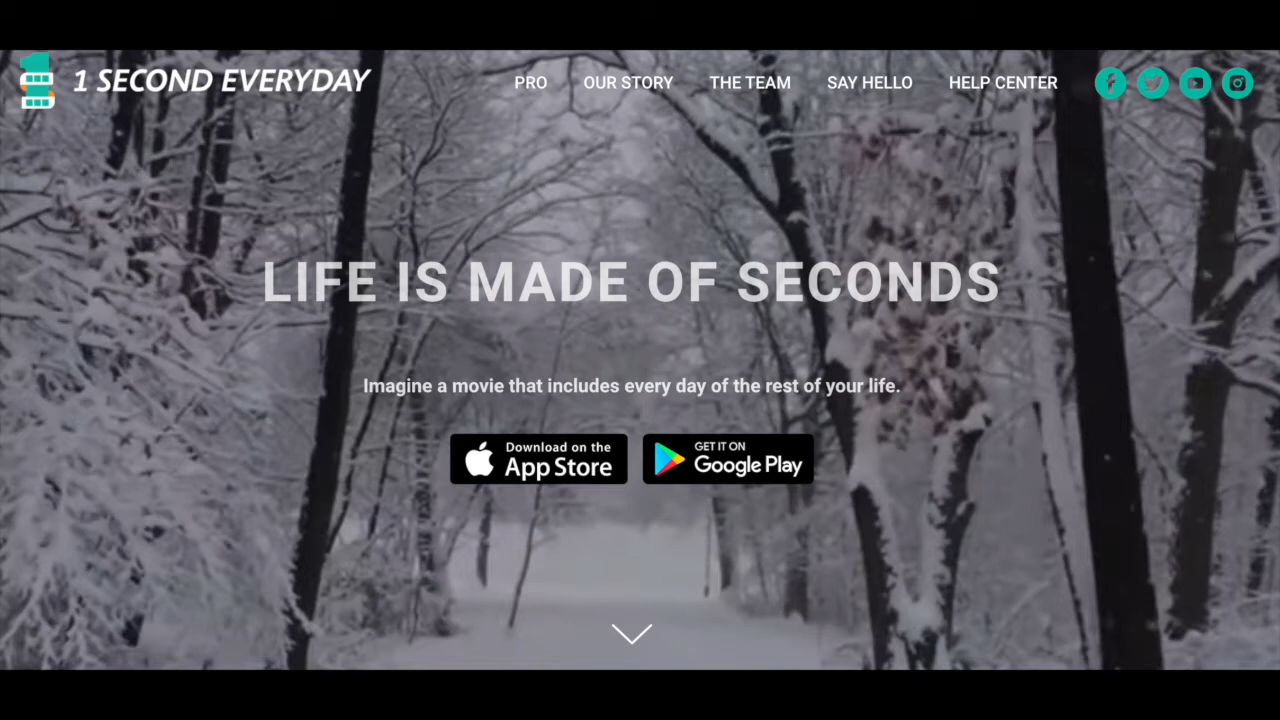 1 SECOND EVERYDAY
PRO
OUR STORY
THE TEAM
SAY HELLO
HELP CENTER
LIFE IS MADE OF SECONDS
Imagine a movie that includes every day of the rest of your life.
Download on the
App Store
GET IT ON
Google Play